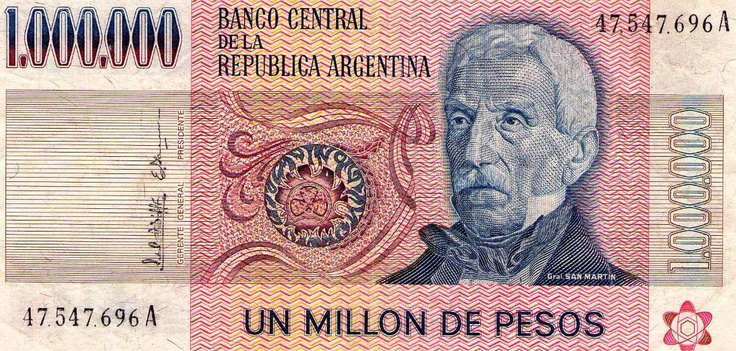 1.000.000
BANCO CENTRAL
DE LA
REPUBLICA ARGENTINA
47.547.696 A
GERENTE GENERAL
PRESIDENTE
1.000.000
Gral. SAN MARTIN
47.547.696 A
UN MILLON DE PESOS